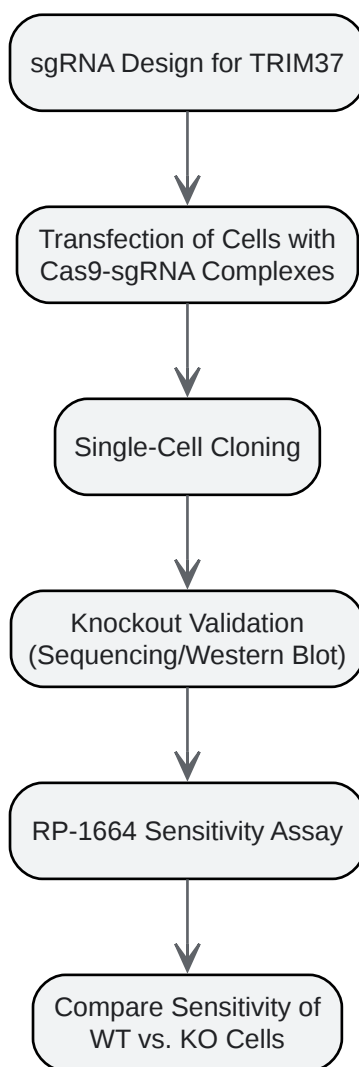 sgRNA Design for TRIM37
Transfection of Cells with
Cas9-sgRNA Complexes
Single-Cell Cloning
Knockout Validation
(Sequencing/Western Blot)
RP-1664 Sensitivity Assay
Compare Sensitivity of
WT vs. KO Cells